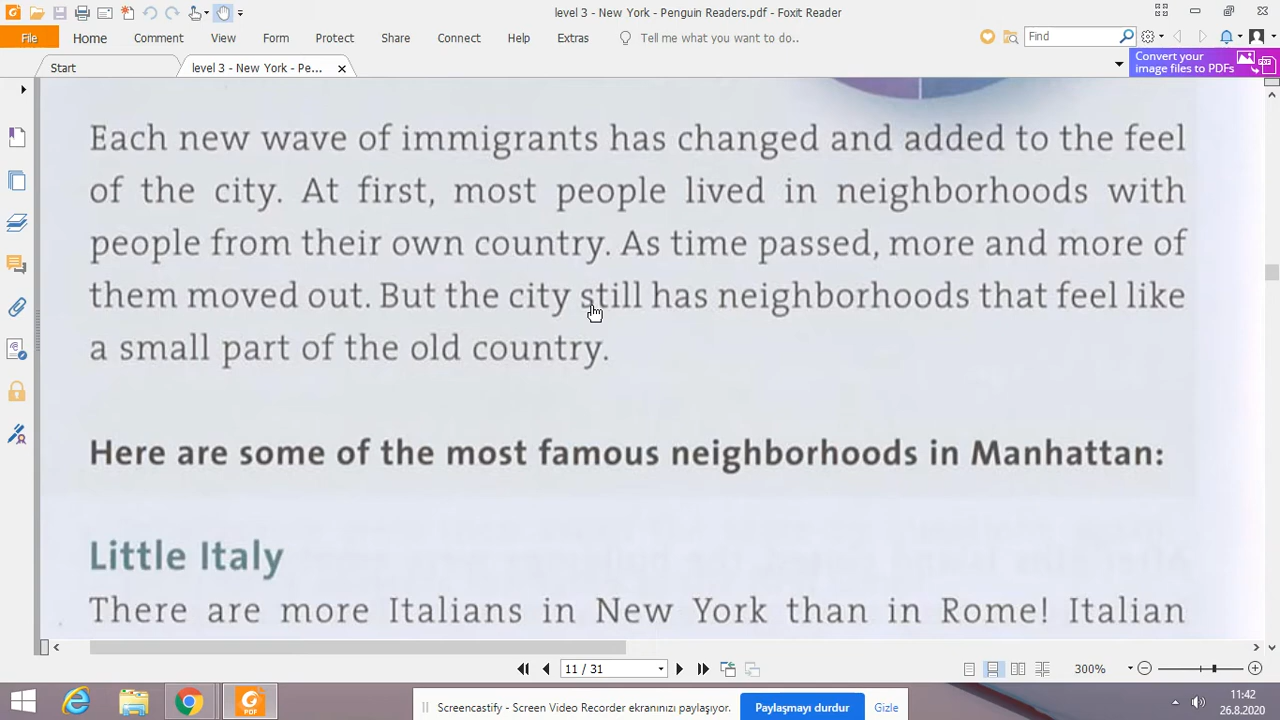 level 3 - New York - Penguin Readers.pdf - Foxit Reader
File Home Comment View Form Protect Share Connect Help Extras Tell me what you want to do.. Find
Start level 3 - New York - Pe...
Convert your
image files to PDFs
Each new wave of immigrants has changed and added to the feel
of the city. At first, most people lived in neighborhoods with
people from their own country. As time passed, more and more of
them moved out. But the city still has neighborhoods that feel like
a small part of the old country.
Here are some of the most famous neighborhoods in Manhattan:
Little Italy
There are more Italians in New York than in Rome! Italian
11 / 31 300%
PDF
Screencastify - Screen Video Recorder ekranınızı paylaşıyor. Paylaşmayı durdur Gizle
11:42
26.8.2020